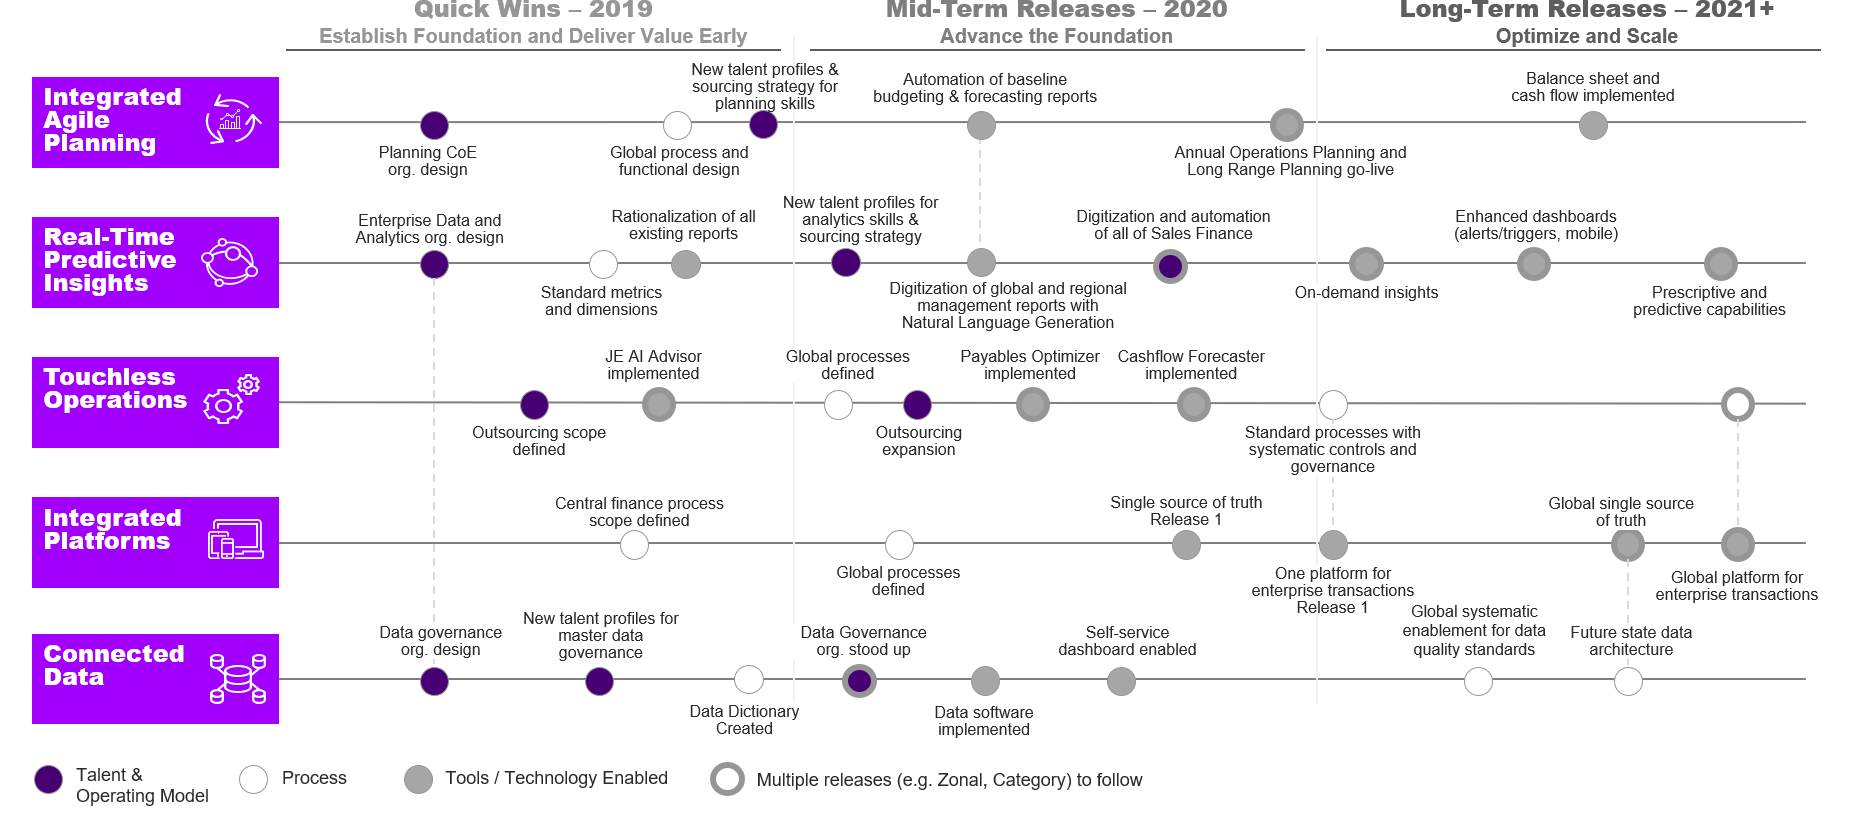 Quick Wins – 2019
Establish Foundation and Deliver Value Early
Mid-Term Releases – 2020
Advance the Foundation
Long-Term Releases – 2021+
Optimize and Scale
Integrated
Agile
Planning
Planning CoE
org. design
Global process and
functional design
New talent profiles &
sourcing strategy for
planning skills
Automation of baseline
budgeting & forecasting reports
Annual Operations Planning and
Long Range Planning go-live
Balance sheet and
cash flow implemented
Real-Time
Predictive
Insights
Enterprise Data and
Analytics org. design
Standard metrics
and dimensions
Rationalization of all
existing reports
New talent profiles for
analytics skills &
sourcing strategy
Digitization of global and regional
management reports with
Natural Language Generation
Digitization and automation
of all of Sales Finance
On-demand insights
Enhanced dashboards
(alerts/triggers, mobile)
Prescriptive and
predictive capabilities
Touchless
Operations
Outsourcing scope
defined
JE AI Advisor
implemented
Global processes
defined
Outsourcing
expansion
Payables Optimizer
implemented
Cashflow Forecaster
implemented
Standard processes with
systematic controls and
governance
Integrated
Platforms
Central finance process
scope defined
Global processes
defined
Single source of truth
Release 1
One platform for
enterprise transactions
Release 1
Global single source
of truth
Global platform for
enterprise transactions
Connected
Data
Data governance
org. design
New talent profiles for
master data
governance
Data Dictionary
Created
Data Governance
org. stood up
Data software
implemented
Self-service
dashboard enabled
Global systematic
enablement for data
quality standards
Future state data
architecture
Talent &
Operating Model
Process
Tools / Technology Enabled
Multiple releases (e.g. Zonal, Category) to follow